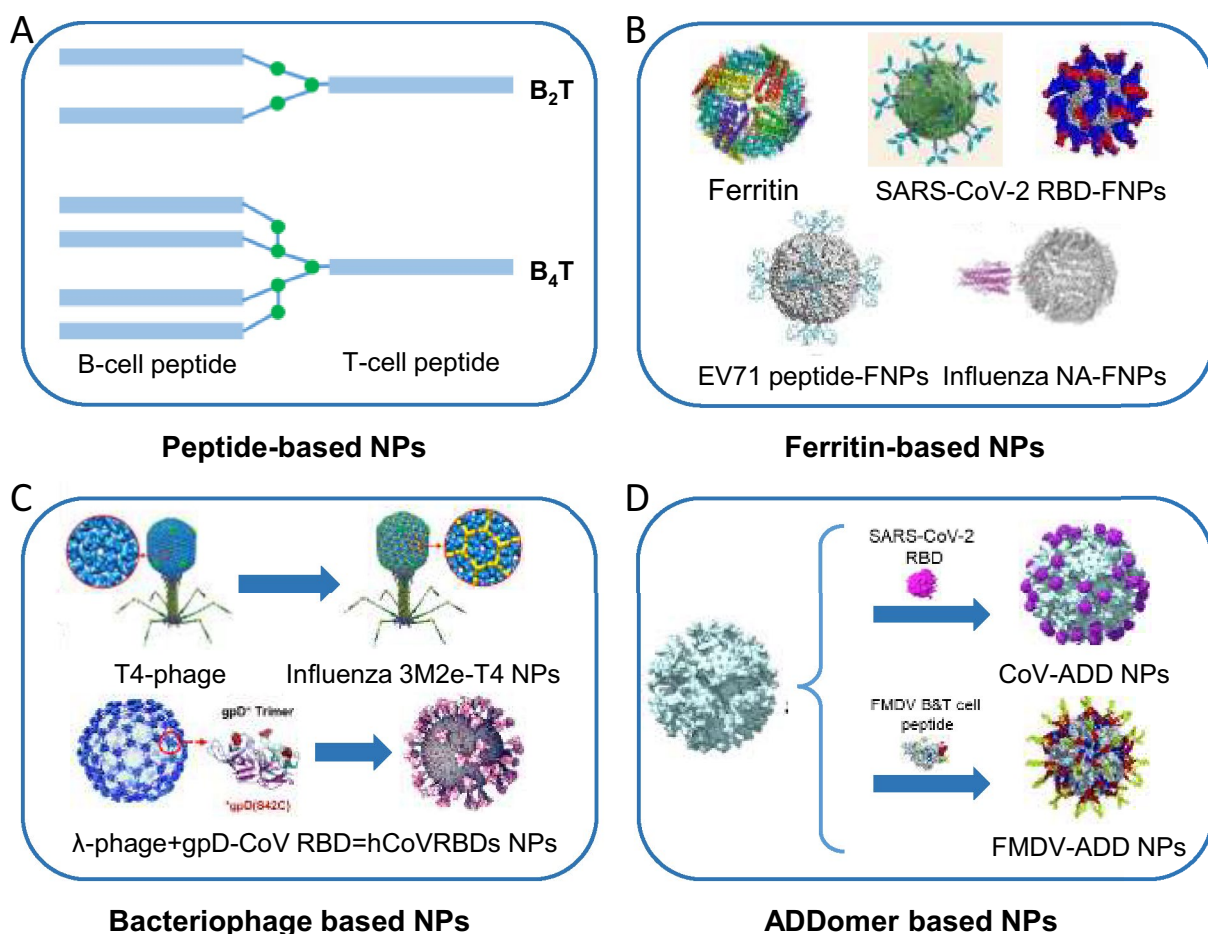 A
B₂T
B₄T
B-cell peptide
T-cell peptide
Peptide-based NPs
B
Ferritin
SARS-CoV-2 RBD-FNPs
EV71 peptide-FNPs
Influenza NA-FNPs
Ferritin-based NPs
C
T4-phage
Influenza 3M2e-T4 NPs
gpD* Trimer
*gpD(S42C)
λ-phage+gpD-CoV RBD=hCoVRBDs NPs
Bacteriophage based NPs
D
SARS-CoV-2
RBD
CoV-ADD NPs
FMDV B&T cell
peptide
FMDV-ADD NPs
ADDomer based NPs